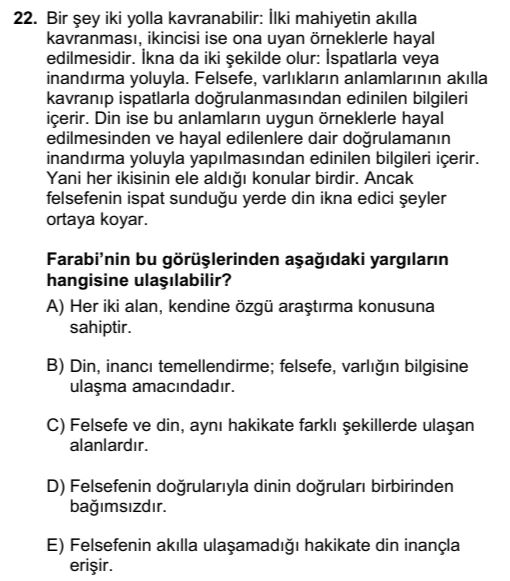 22. Bir şey iki yolla kavranabilir: İlki mahiyetin akılla
kavranması, ikincisi ise ona uyan örneklerle hayal
edilmesidir. İkna da iki şekilde olur: İspatlarla veya
inandırma yoluyla. Felsefe, varlıkların anlamlarının akılla
kavranıp ispatlarla doğrulanmasından edinilen bilgileri
içerir. Din ise bu anlamların uygun örneklerle hayal
edilmesinden ve hayal edilenlere dair doğrulamanın
inandırma yoluyla yapılmasından edinilen bilgileri içerir.
Yani her ikisinin ele aldığı konular birdir. Ancak
felsefenin ispat sunduğu yerde din ikna edici şeyler
ortaya koyar.
Farabi'nin bu görüşlerinden aşağıdaki yargıların
hangisine ulaşılabilir?
A) Her iki alan, kendine özgü araştırma konusuna
sahiptir.
B) Din, inancı temellendirme; felsefe, varlığın bilgisine
ulaşma amacındadır.
C) Felsefe ve din, aynı hakikate farklı şekillerde ulaşan
alanlardır.
D) Felsefenin doğrularıyla dinin doğruları birbirinden
bağımsızdır.
E) Felsefenin akılla ulaşamadığı hakikate din inançla
erişir.